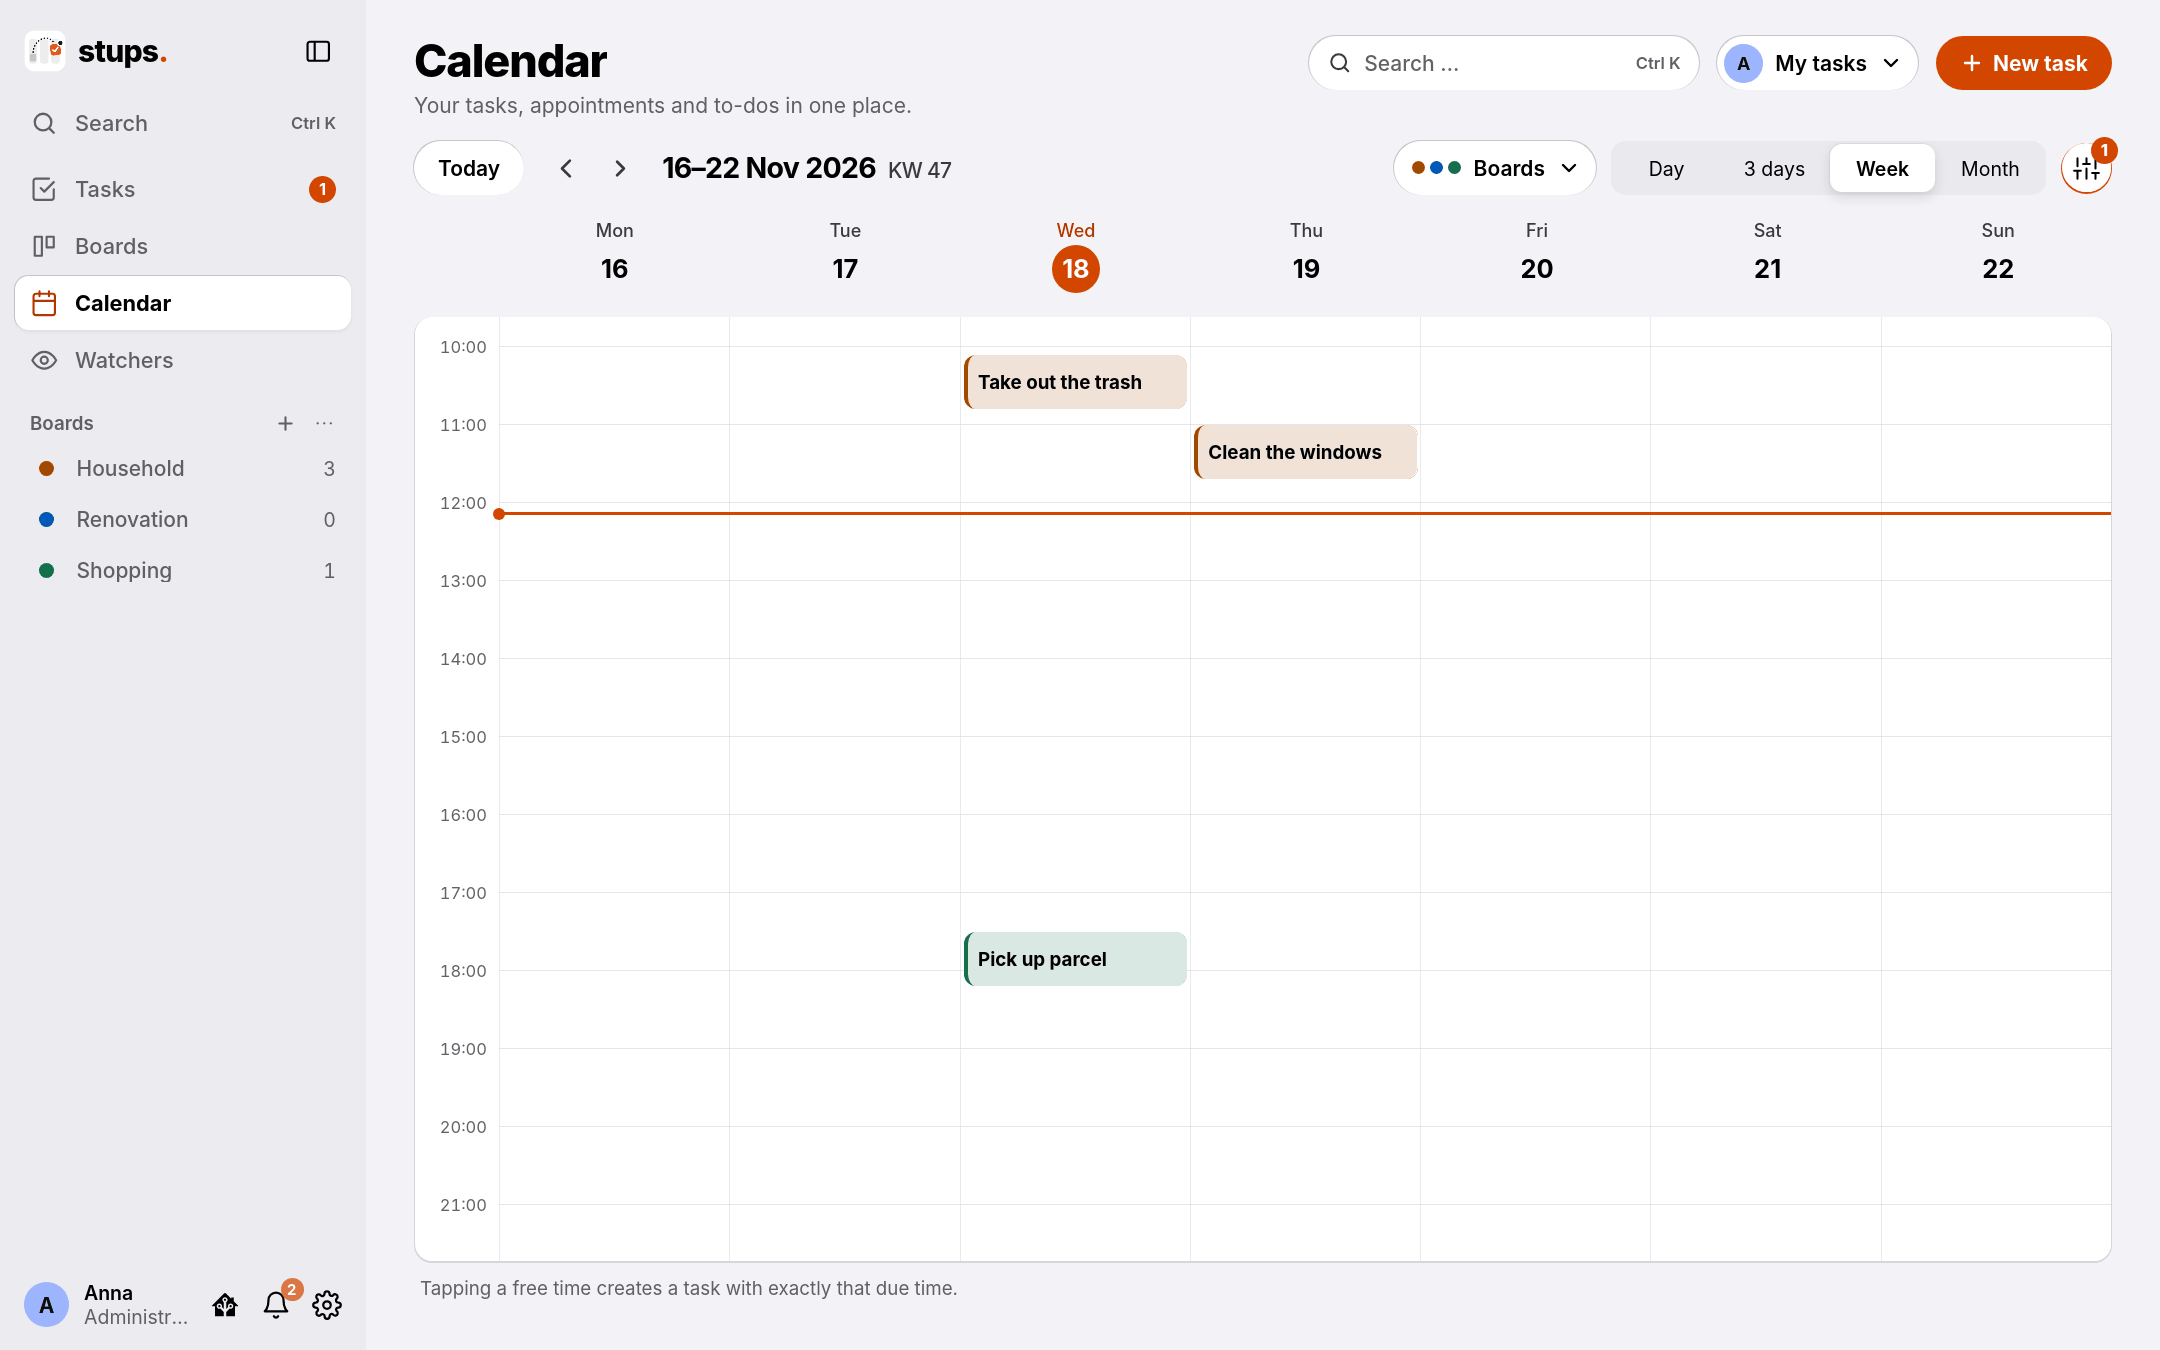 stups.
Search Ctrl K
Tasks 1
Boards
Calendar
Watchers
Boards
Household 3
Renovation 0
Shopping 1
A Anna
Administr...
2
Calendar
Your tasks, appointments and to-dos in one place.
Search ... Ctrl K
A My tasks
New task
Today
16–22 Nov 2026 KW 47
Boards
Day 3 days Week Month
1
Mon Tue Wed Thu Fri Sat Sun
16 17 18 19 20 21 22
10:00
Take out the trash
11:00
Clean the windows
12:00
13:00
14:00
15:00
16:00
17:00
Pick up parcel
18:00
19:00
20:00
21:00
Tapping a free time creates a task with exactly that due time.